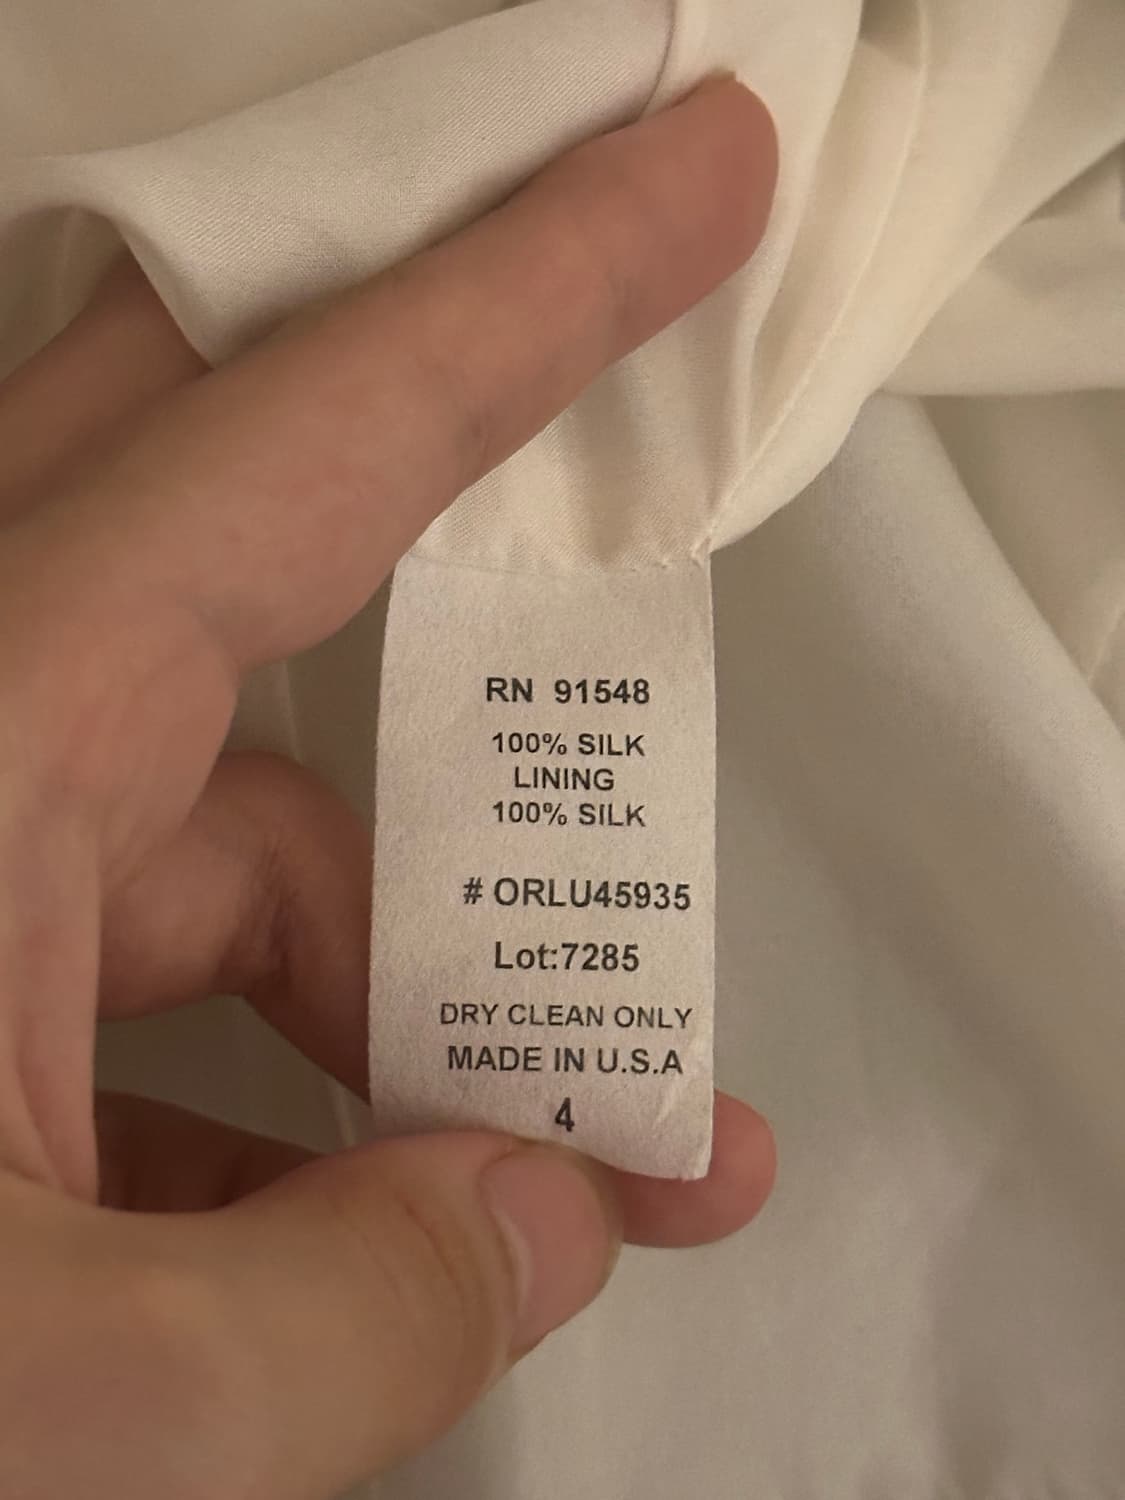 RN 91548
100% SILK
LINING
100% SILK
# ORLU45935
Lot:7285
DRY CLEAN ONLY
MADE IN U.S.A
4